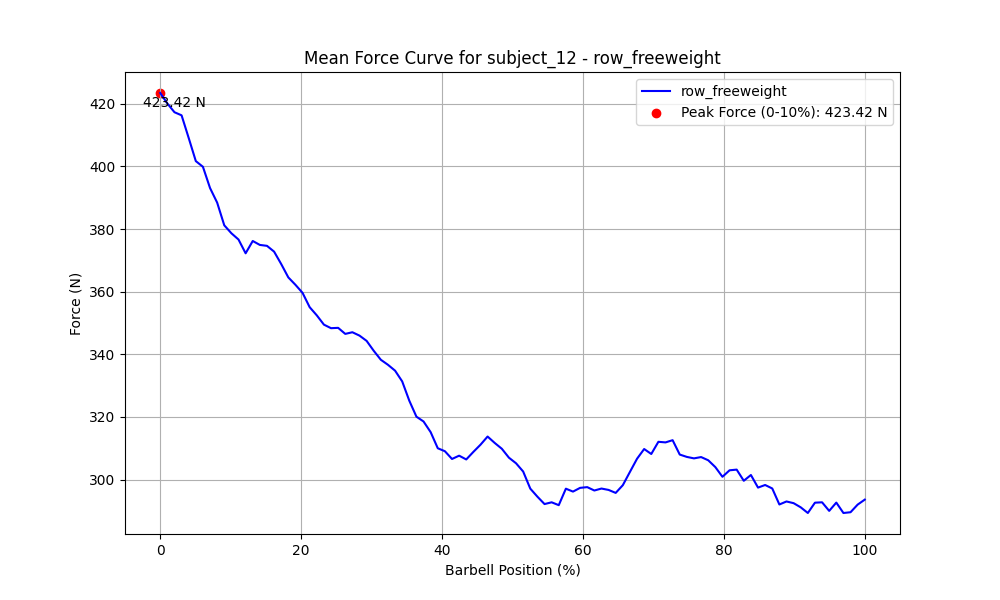 Mean Force Curve for subject_12 - row_freeweight
row_freeweight
Peak Force (0-10%): 423.42 N
423.42 N
420
400
380
360
340
320
300
Force (N)
0 20 40 60 80 100
Barbell Position (%)